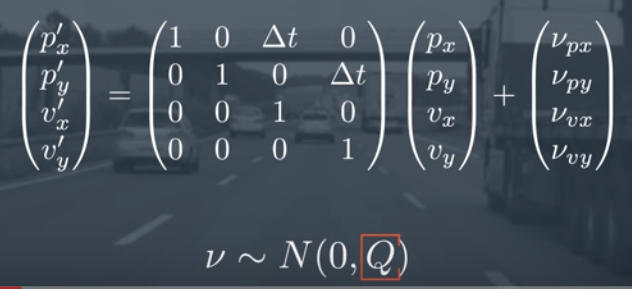 p′x = 1 0 Δt 0 px + νpx
p′y 0 1 0 Δt py νpy
v′x 0 0 1 0 vx νvx
v′y 0 0 0 1 vy νvy
ν ∼ N(0, Q)